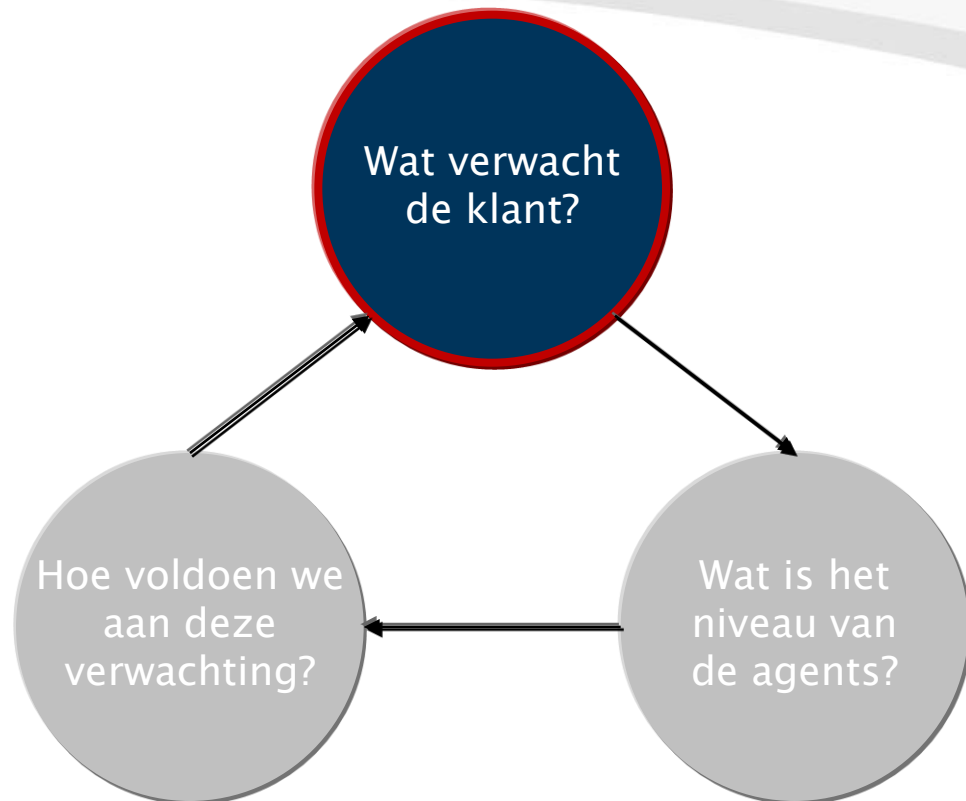 Wat verwacht
de klant?
Hoe voldoen we
aan deze
verwachting?
Wat is het
niveau van
de agents?